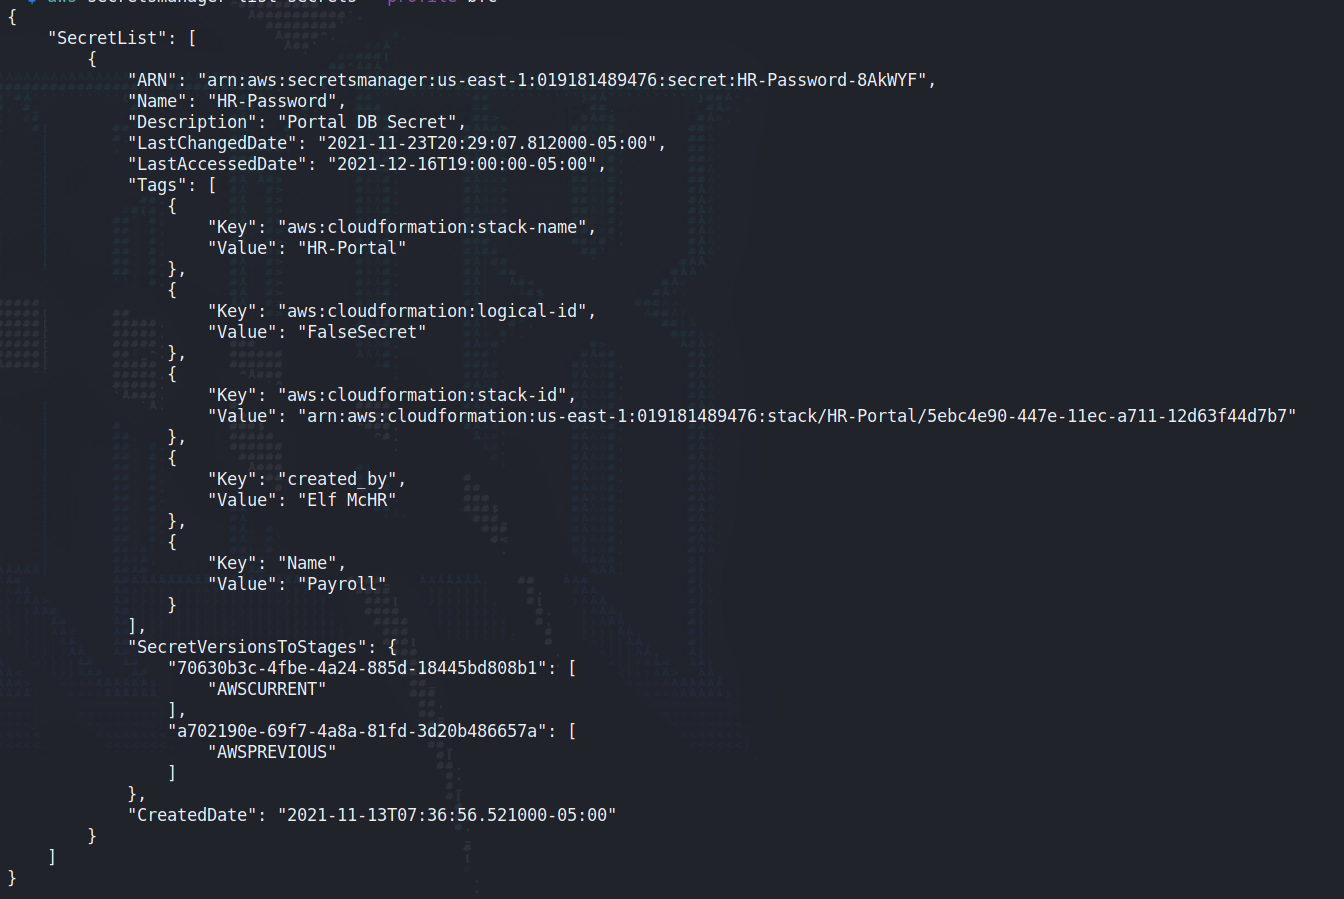 {
    "SecretList": [
        {
            "ARN": "arn:aws:secretsmanager:us-east-1:019181489476:secret:HR-Password-8AkWYF",
            "Name": "HR-Password",
            "Description": "Portal DB Secret",
            "LastChangedDate": "2021-11-23T20:29:07.812000-05:00",
            "LastAccessedDate": "2021-12-16T19:00:00-05:00",
            "Tags": [
                {
                    "Key": "aws:cloudformation:stack-name",
                    "Value": "HR-Portal"
                },
                {
                    "Key": "aws:cloudformation:logical-id",
                    "Value": "FalseSecret"
                },
                {
                    "Key": "aws:cloudformation:stack-id",
                    "Value": "arn:aws:cloudformation:us-east-1:019181489476:stack/HR-Portal/5ebc4e90-447e-11ec-a711-12d63f44d7b7"
                },
                {
                    "Key": "created_by",
                    "Value": "Elf McHR"
                },
                {
                    "Key": "Name",
                    "Value": "Payroll"
                }
            ],
            "SecretVersionsToStages": {
                "70630b3c-4fbe-4a24-885d-18445bd808b1": [
                    "AWSCURRENT"
                ],
                "a702190e-69f7-4a8a-81fd-3d20b486657a": [
                    "AWSPREVIOUS"
                ]
            },
            "CreatedDate": "2021-11-13T07:36:56.521000-05:00"
        }
    ]
}